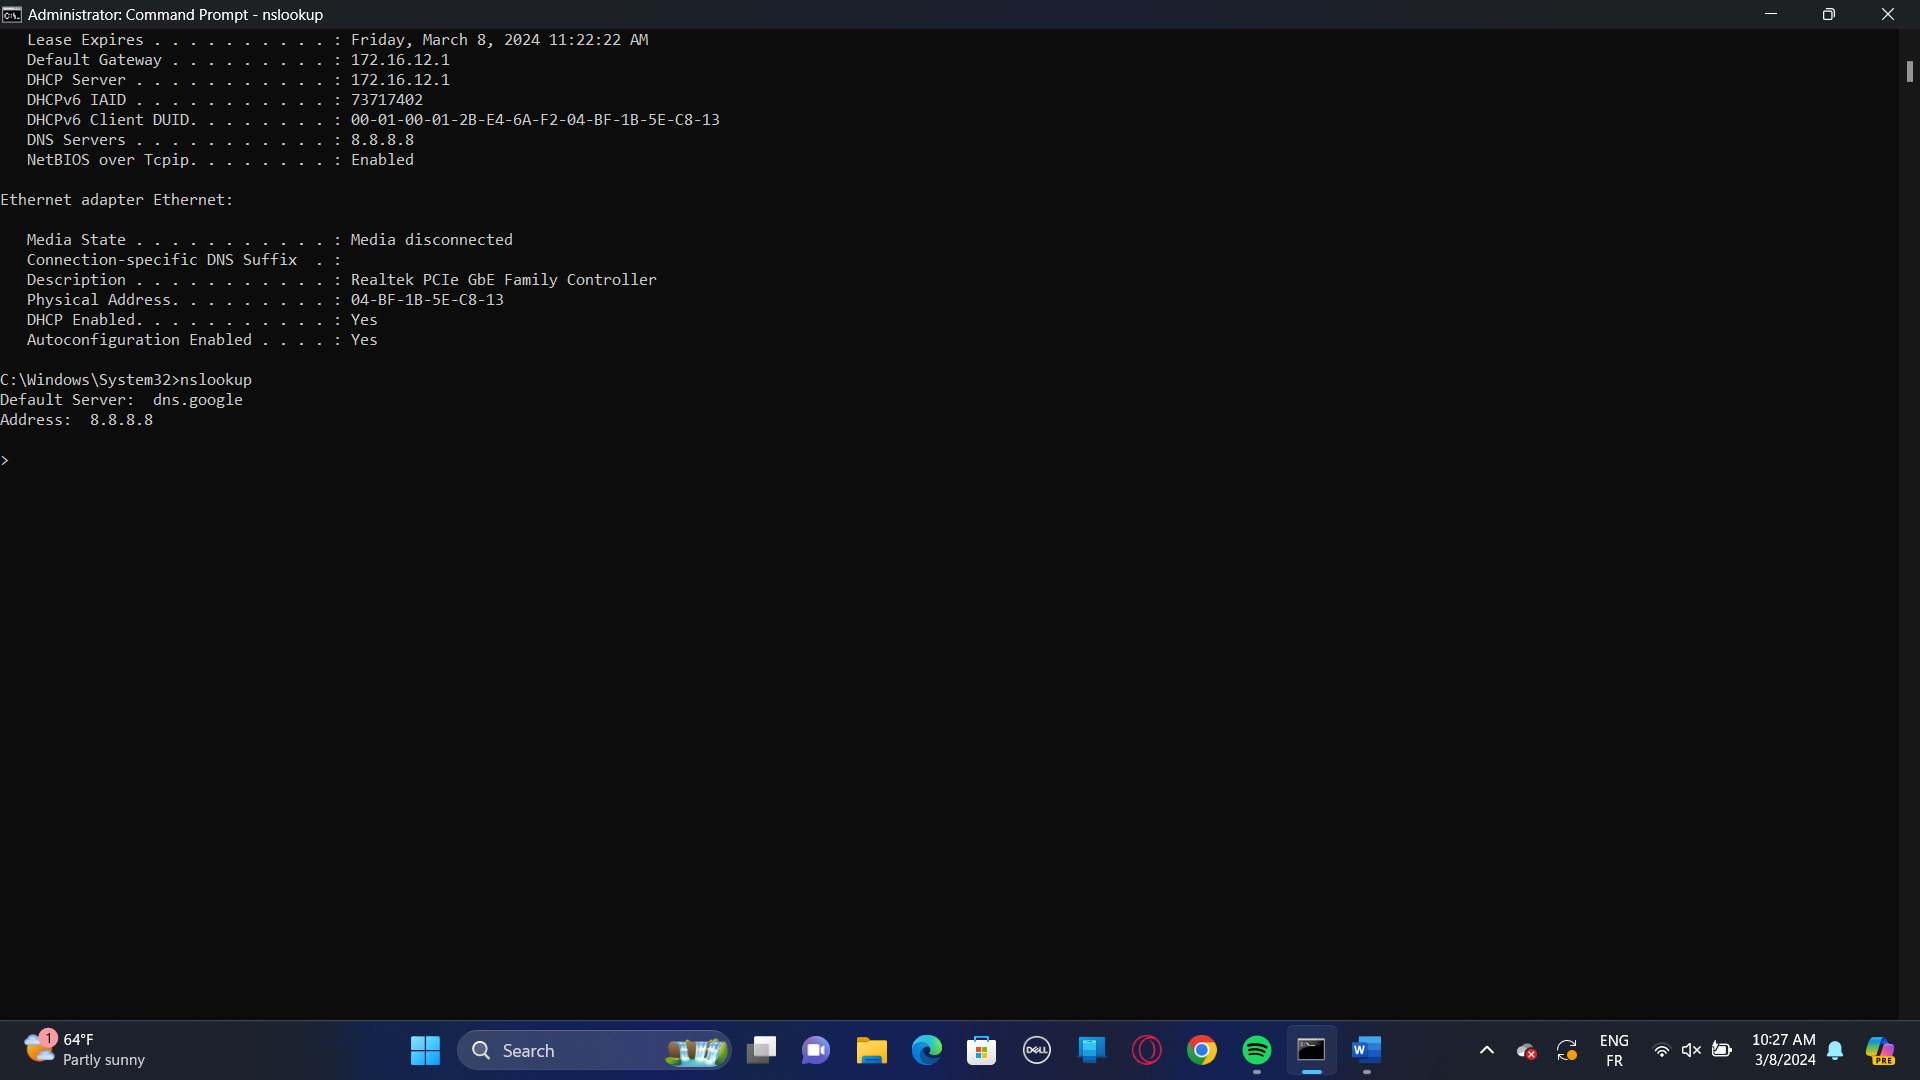 Administrator: Command Prompt - nslookup
Lease Expires . . . . . . . . . . : Friday, March 8, 2024 11:22:22 AM
Default Gateway . . . . . . . . . : 172.16.12.1
DHCP Server . . . . . . . . . . . : 172.16.12.1
DHCPv6 IAID . . . . . . . . . . . : 73717402
DHCPv6 Client DUID. . . . . . . . : 00-01-00-01-2B-E4-6A-F2-04-BF-1B-5E-C8-13
DNS Servers . . . . . . . . . . . : 8.8.8.8
NetBIOS over Tcpip. . . . . . . . : Enabled
Ethernet adapter Ethernet:
Media State . . . . . . . . . . . : Media disconnected
Connection-specific DNS Suffix  . :
Description . . . . . . . . . . . : Realtek PCIe GbE Family Controller
Physical Address. . . . . . . . . : 04-BF-1B-5E-C8-13
DHCP Enabled. . . . . . . . . . . : Yes
Autoconfiguration Enabled . . . . : Yes
C:\Windows\System32>nslookup
Default Server:  dns.google
Address:  8.8.8.8
>
1
64°F
Partly sunny
Search
DELL
W
PRE
ENG
FR
10:27 AM
3/8/2024